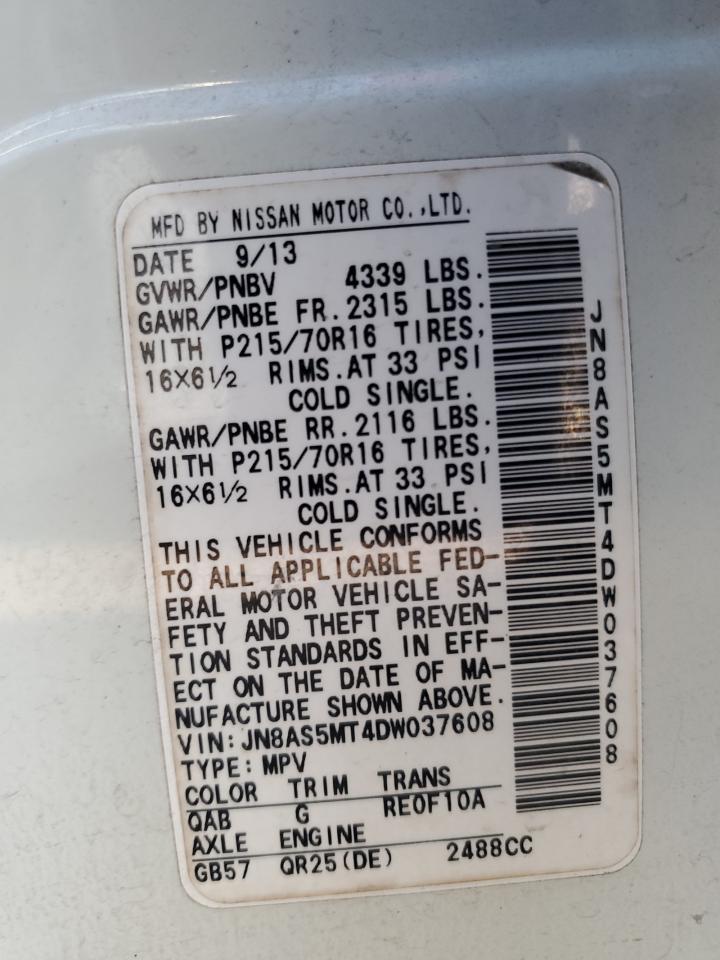 MFD BY NISSAN MOTOR CO.,LTD.
DATE 9/13
GVWR/PNBV 4339 LBS.
GAWR/PNBE FR.2315 LBS.
WITH P215/70R16 TIRES,
16X6½ RIMS.AT 33 PSI
COLD SINGLE.
GAWR/PNBE RR.2116 LBS.
WITH P215/70R16 TIRES,
16X6½ RIMS.AT 33 PSI
COLD SINGLE.
THIS VEHICLE CONFORMS
TO ALL APPLICABLE FED-
ERAL MOTOR VEHICLE SA-
FETY AND THEFT PREVEN-
TION STANDARDS IN EFF-
ECT ON THE DATE OF MA-
NUFACTURE SHOWN ABOVE.
VIN:JN8AS5MT4DW037608
TYPE:MPV
COLOR TRIM TRANS
QAB G RE0F10A
AXLE ENGINE
GB57 QR25(DE) 2488CC
JN8AS5MT4DW037608